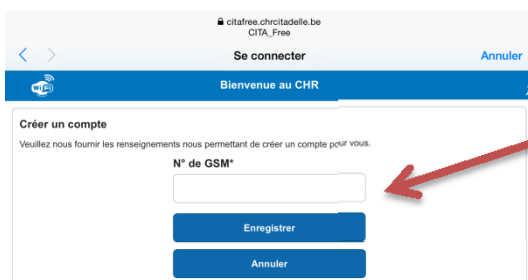 citafree.chrcitadelle.be
CITA_Free
Se connecter
Annuler
WiFi
Bienvenue au CHR
Créer un compte
Veuillez nous fournir les renseignements nous permettant de créer un compte pour vous.
N° de GSM*
Enregistrer
Annuler